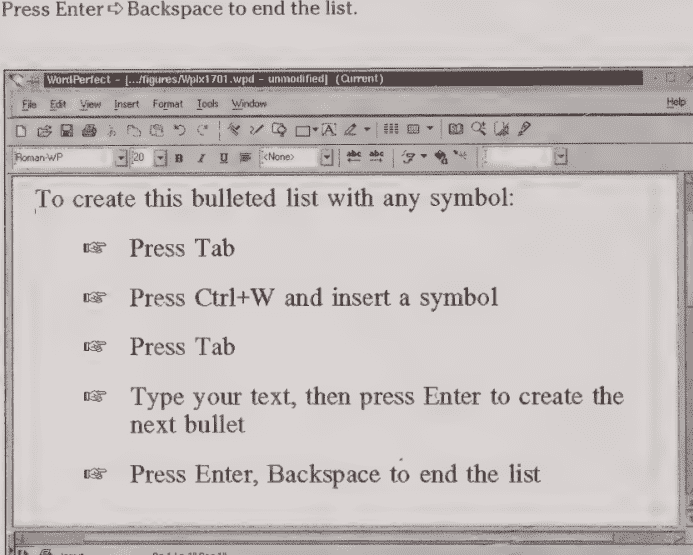 Press Enter ⇨ Backspace to end the list.
WordPerfect - [.../figures/Wplx1701.wpd - unmodified] (Current)
File Edit View Insert Format Tools Window Help
Roman-WP 20 B I U <None> abc abc
To create this bulleted list with any symbol:
☞ Press Tab
☞ Press Ctrl+W and insert a symbol
☞ Press Tab
☞ Type your text, then press Enter to create the
next bullet
☞ Press Enter, Backspace to end the list